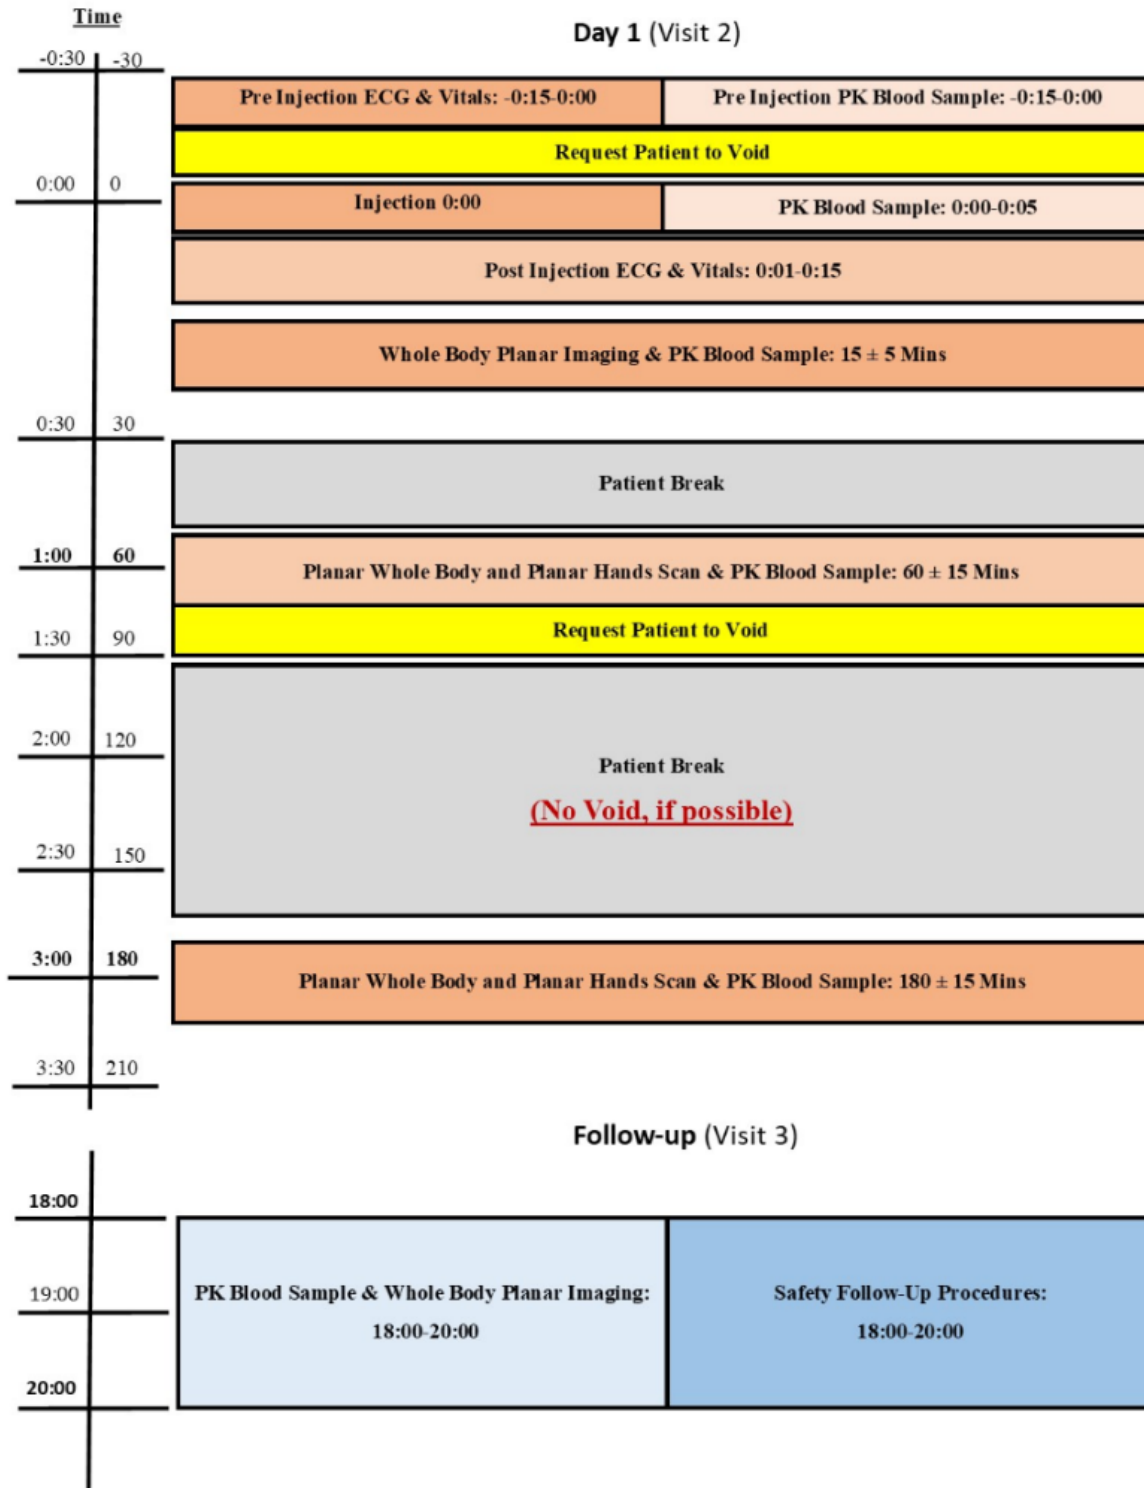 Time
Day 1 (Visit 2)
-0:30 -30
Pre Injection ECG & Vitals: -0:15-0:00
Pre Injection PK Blood Sample: -0:15-0:00
Request Patient to Void
0:00 0
Injection 0:00
PK Blood Sample: 0:00-0:05
Post Injection ECG & Vitals: 0:01-0:15
Whole Body Planar Imaging & PK Blood Sample: 15 ± 5 Mins
0:30 30
Patient Break
1:00 60
Planar Whole Body and Planar Hands Scan & PK Blood Sample: 60 ± 15 Mins
Request Patient to Void
1:30 90
2:00 120
Patient Break
(No Void, if possible)
2:30 150
3:00 180
Planar Whole Body and Planar Hands Scan & PK Blood Sample: 180 ± 15 Mins
3:30 210
Follow-up (Visit 3)
18:00
19:00
PK Blood Sample & Whole Body Planar Imaging:
18:00-20:00
Safety Follow-Up Procedures:
18:00-20:00
20:00